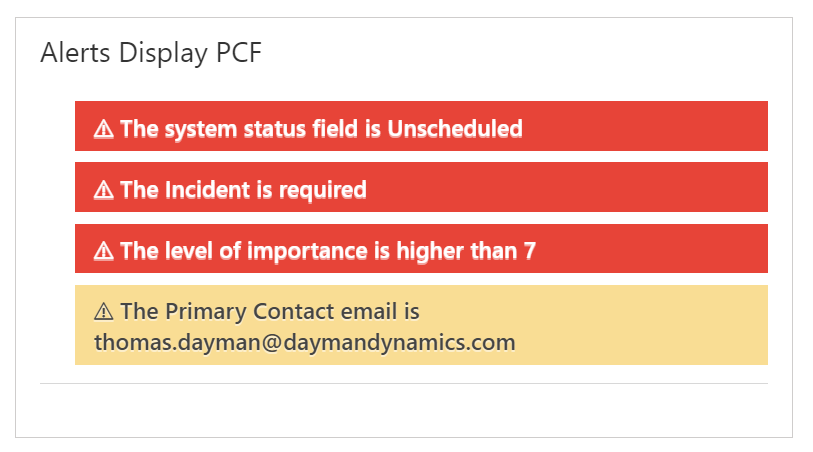 Alerts Display PCF
⚠ The system status field is Unscheduled
⚠ The Incident is required
⚠ The level of importance is higher than 7
⚠ The Primary Contact email is
thomas.dayman@daymandynamics.com